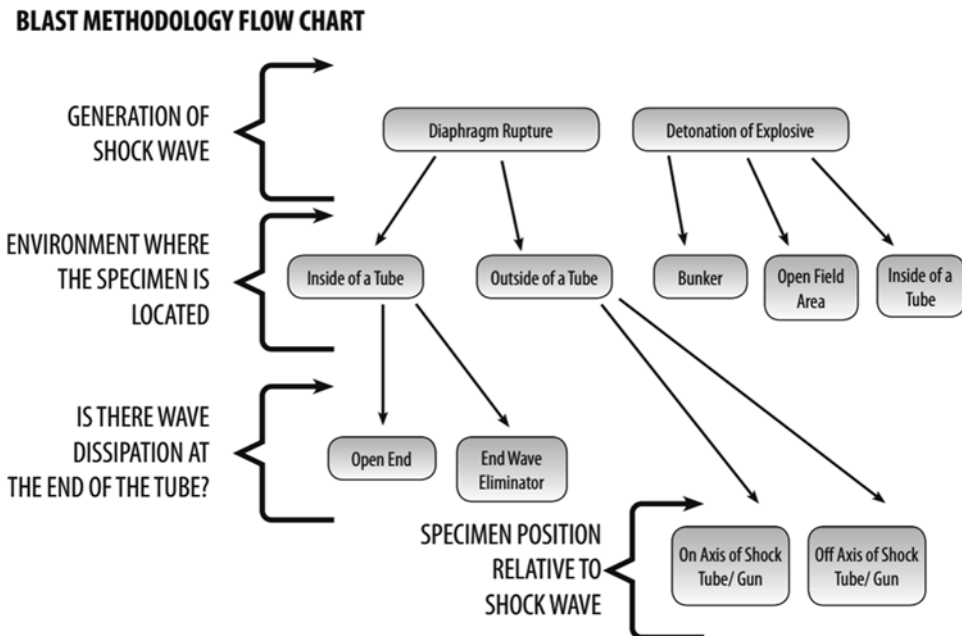 BLAST METHODOLOGY FLOW CHART
GENERATION OF
SHOCK WAVE
Diaphragm Rupture
Detonation of Explosive
ENVIRONMENT WHERE
THE SPECIMEN IS
LOCATED
Inside of a Tube
Outside of a Tube
Bunker
Open Field
Area
Inside of a
Tube
IS THERE WAVE
DISSIPATION AT
THE END OF THE TUBE?
Open End
End Wave
Eliminator
SPECIMEN POSITION
RELATIVE TO
SHOCK WAVE
On Axis of Shock
Tube/ Gun
Off Axis of Shock
Tube/ Gun